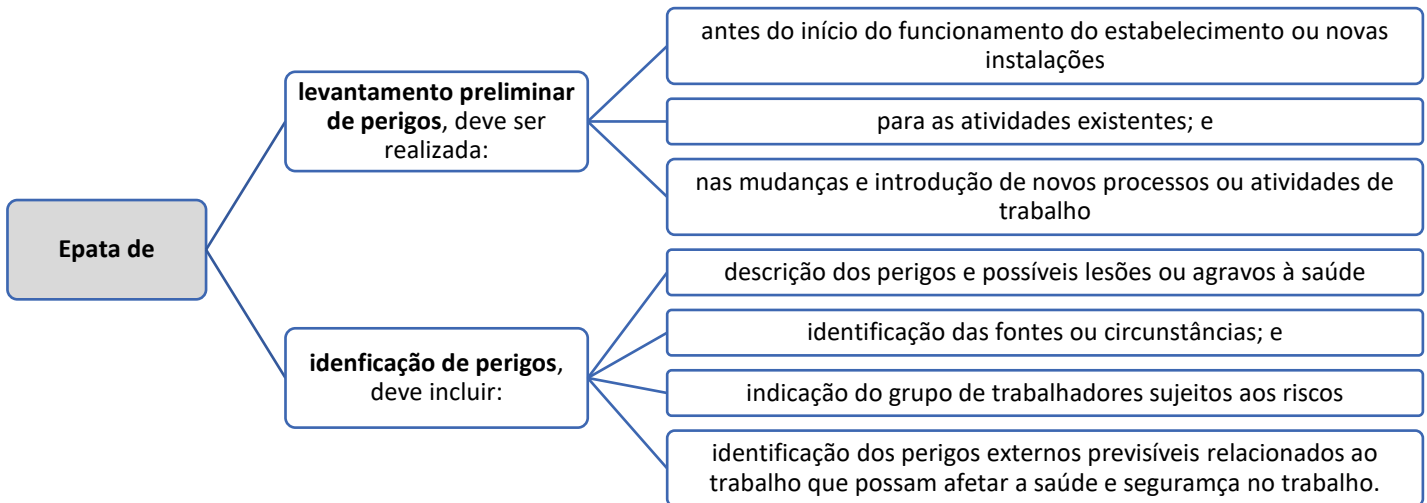 Epata de
levantamento preliminar
de perigos, deve ser
realizada:
antes do início do funcionamento do estabelecimento ou novas
instalações
para as atividades existentes; e
nas mudanças e introdução de novos processos ou atividades de
trabalho
idenficação de perigos,
deve incluir:
descrição dos perigos e possíveis lesões ou agravos à saúde
identificação das fontes ou circunstâncias; e
indicação do grupo de trabalhadores sujeitos aos riscos
identificação dos perigos externos previsíveis relacionados ao
trabalho que possam afetar a saúde e seguramça no trabalho.